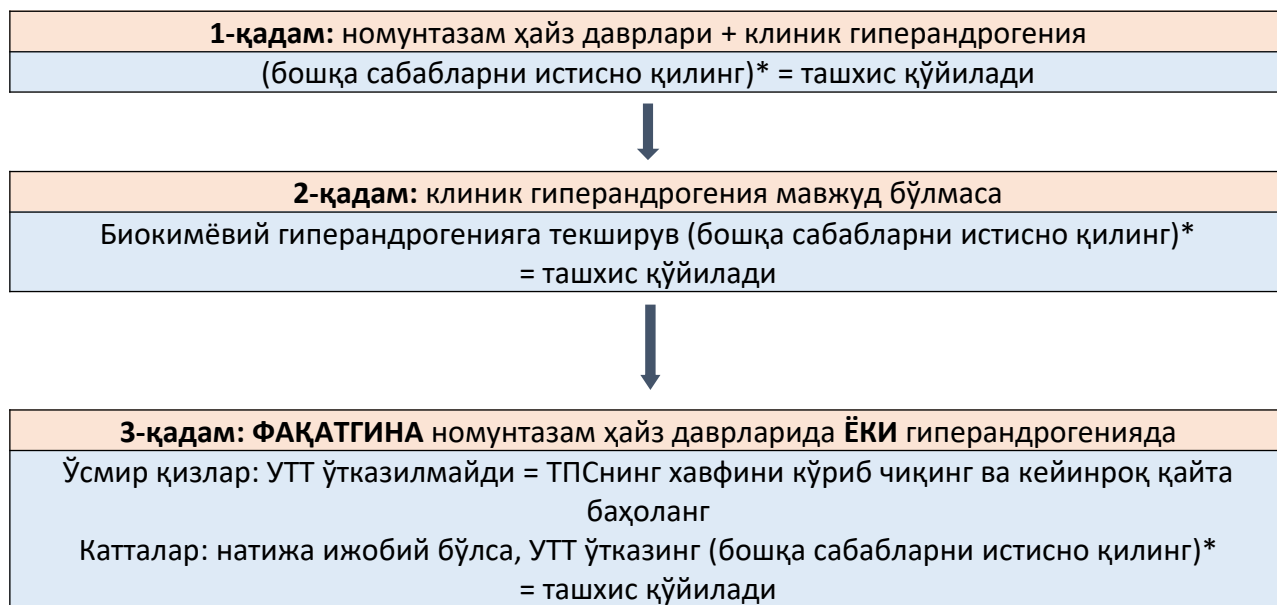 1-қадам: номунтазам ҳайз даврлари + клиник гиперандрогения
(бошқа сабабларни истисно қилинг)* = ташхис қўйилади
2-қадам: клиник гиперандрогения мавжуд бўлмаса
Биокимёвий гиперандрогенияга текширув (бошқа сабабларни истисно қилинг)*
= ташхис қўйилади
3-қадам: ФАҚАТГИНА номунтазам ҳайз даврларида ЁКИ гиперандрогенияда
Ўсмир қизлар: УТТ ўтказилмайди = ТПСнинг хавфини кўриб чиқинг ва кейинроқ қайта
баҳоланг
Катталар: натижа ижобий бўлса, УТТ ўтказинг (бошқа сабабларни истисно қилинг)*
= ташхис қўйилади